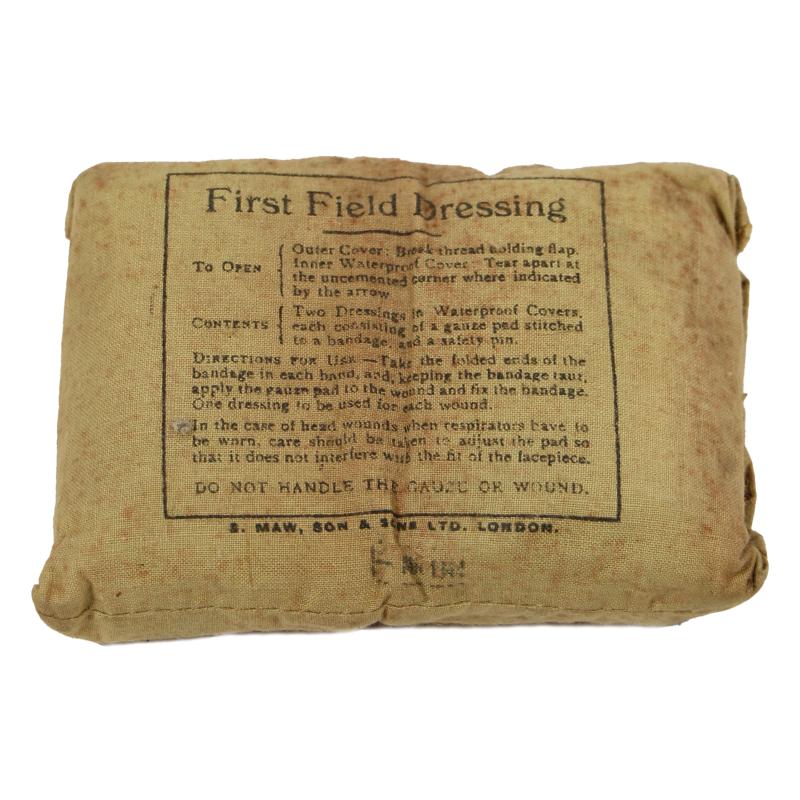 First Field Dressing
TO OPEN
Outer Cover: Break thread holding flap.
Inner Waterproof Cover: Tear apart at
the uncemented corner where indicated
by the arrow
CONTENTS
Two Dressings in Waterproof Covers,
each consisting of a gauze pad stitched
to a bandage, and a safety pin.
DIRECTIONS FOR USE—Take the folded ends of the
bandage in each hand, and, keeping the bandage taut,
apply the gauze pad to the wound and fix the bandage.
One dressing to be used for each wound.
In the case of head wounds when respirators have to
be worn, care should be taken to adjust the pad so
that it does not interfere with the fit of the facepiece.
DO NOT HANDLE THE GAUZE OR WOUND.
S. MAW, SON & SONS LTD. LONDON.